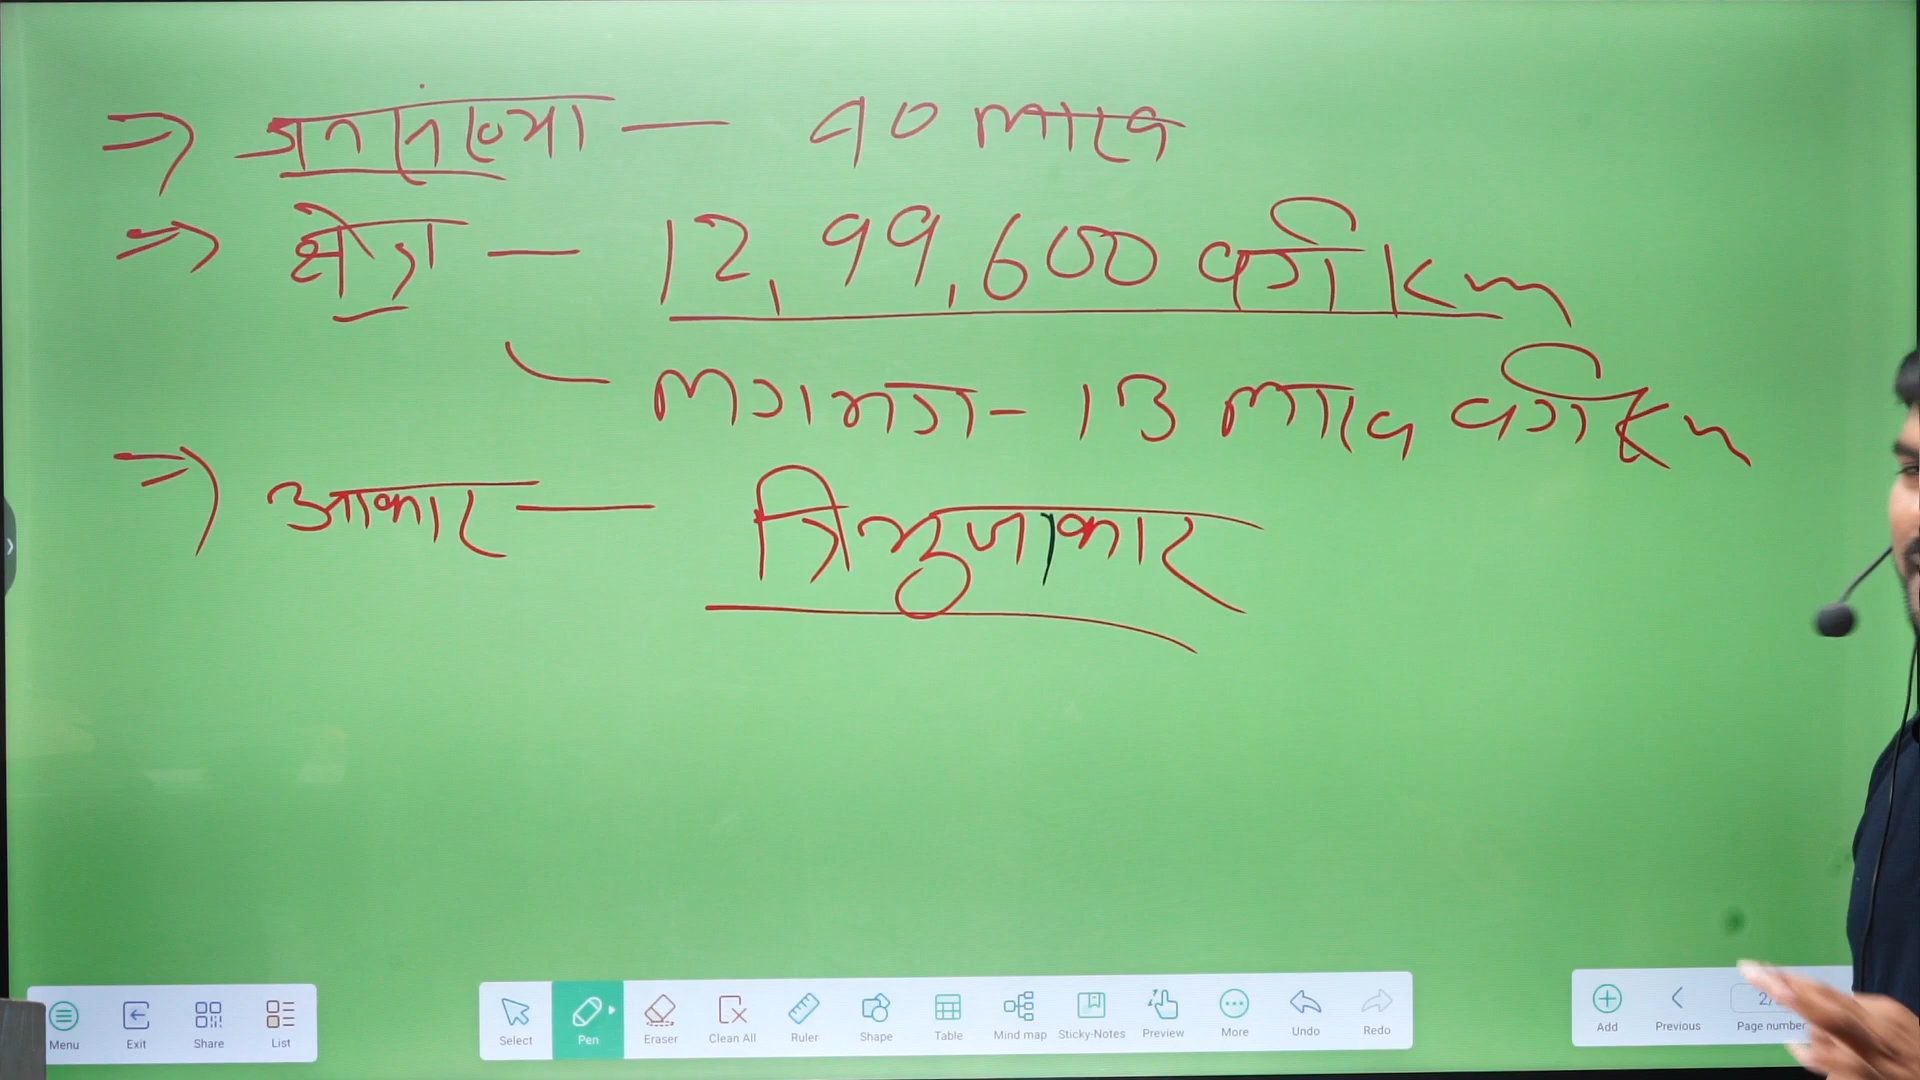 ⇒ जनसंख्या — 90 लाख
⇒ क्षेत्र — 12,99,600 वर्ग km
लगभग - 13 लाख वर्ग km
⇒ आकार — त्रिभुजाकार
Menu Exit Share List Select Pen Eraser Clean All Ruler Shape Table Mind map Sticky-Notes Preview More Undo Redo Add Previous Page number